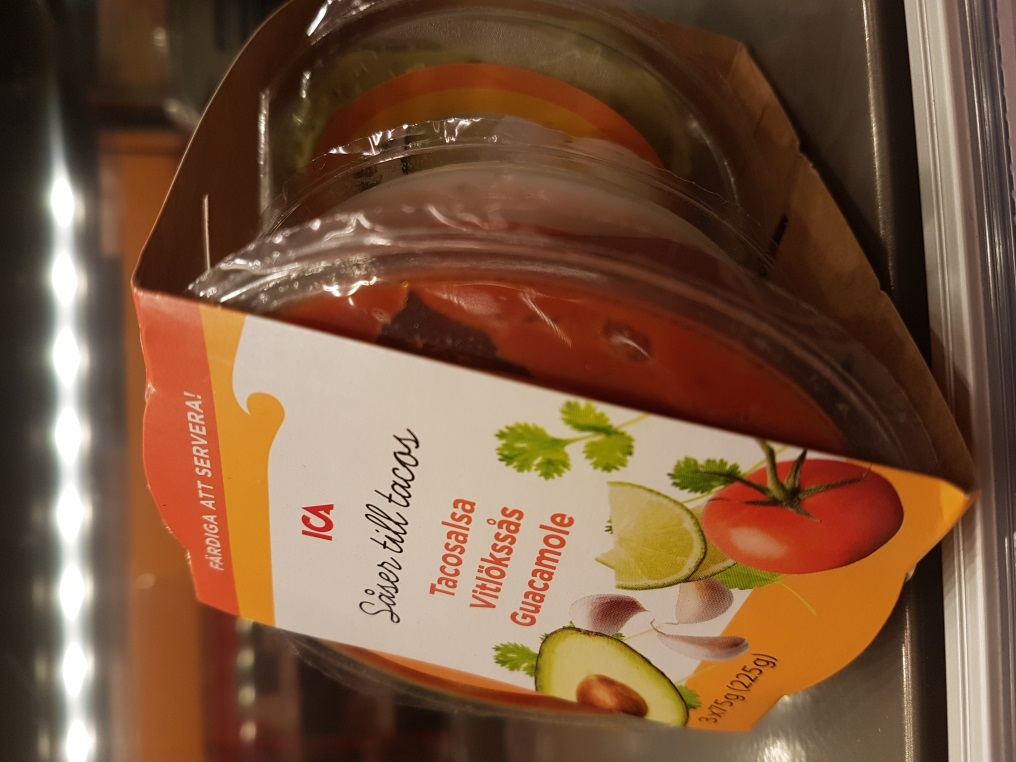 FÄRDIGA ATT SERVERA!
ICA
Såser till tacos
Tacosalsa
Vitlökssås
Guacamole
3x75g (225g)